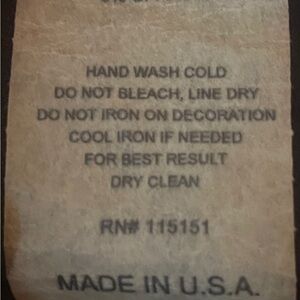 HAND WASH COLD
DO NOT BLEACH, LINE DRY
DO NOT IRON ON DECORATION
COOL IRON IF NEEDED
FOR BEST RESULT
DRY CLEAN
RN# 115151
MADE IN U.S.A.